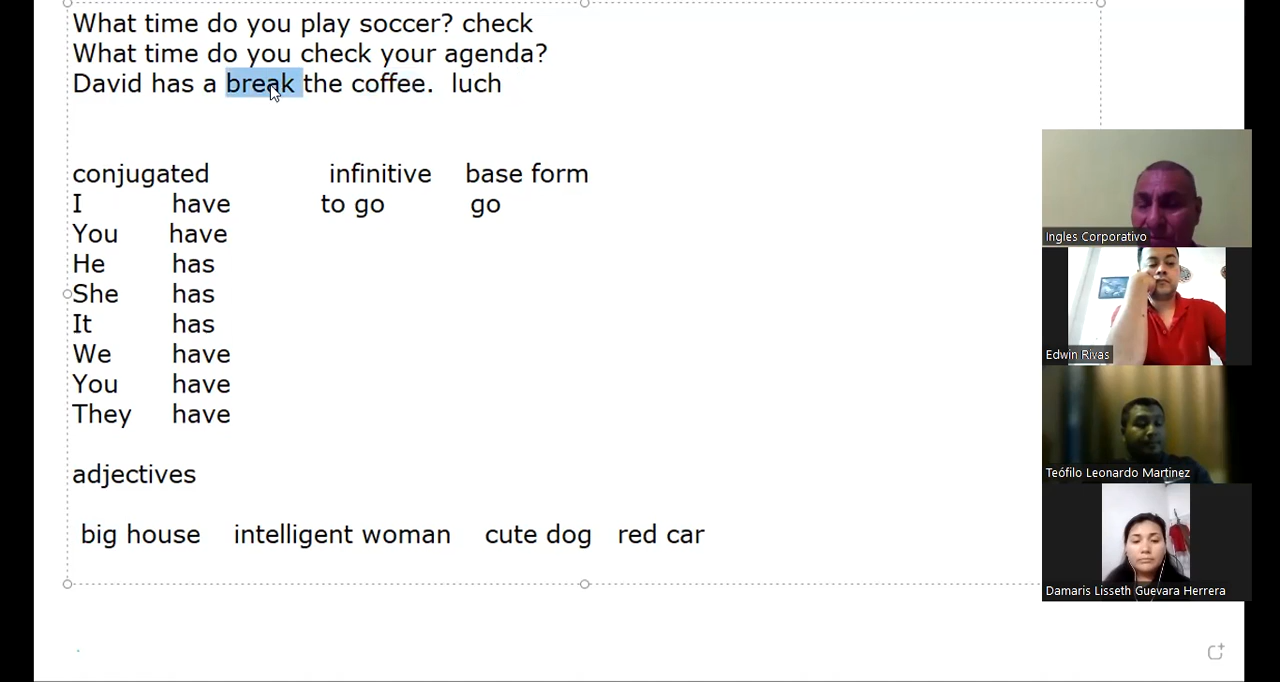 What time do you play soccer? check
What time do you check your agenda?
David has a break the coffee. luch
conjugated infinitive base form
I have to go go
You have
He has
She has
It has
We have
You have
They have
adjectives
big house intelligent woman cute dog red car
Ingles Corporativo
Edwin Rivas
Teófilo Leonardo Martinez
Damaris Lisseth Guevara Herrera